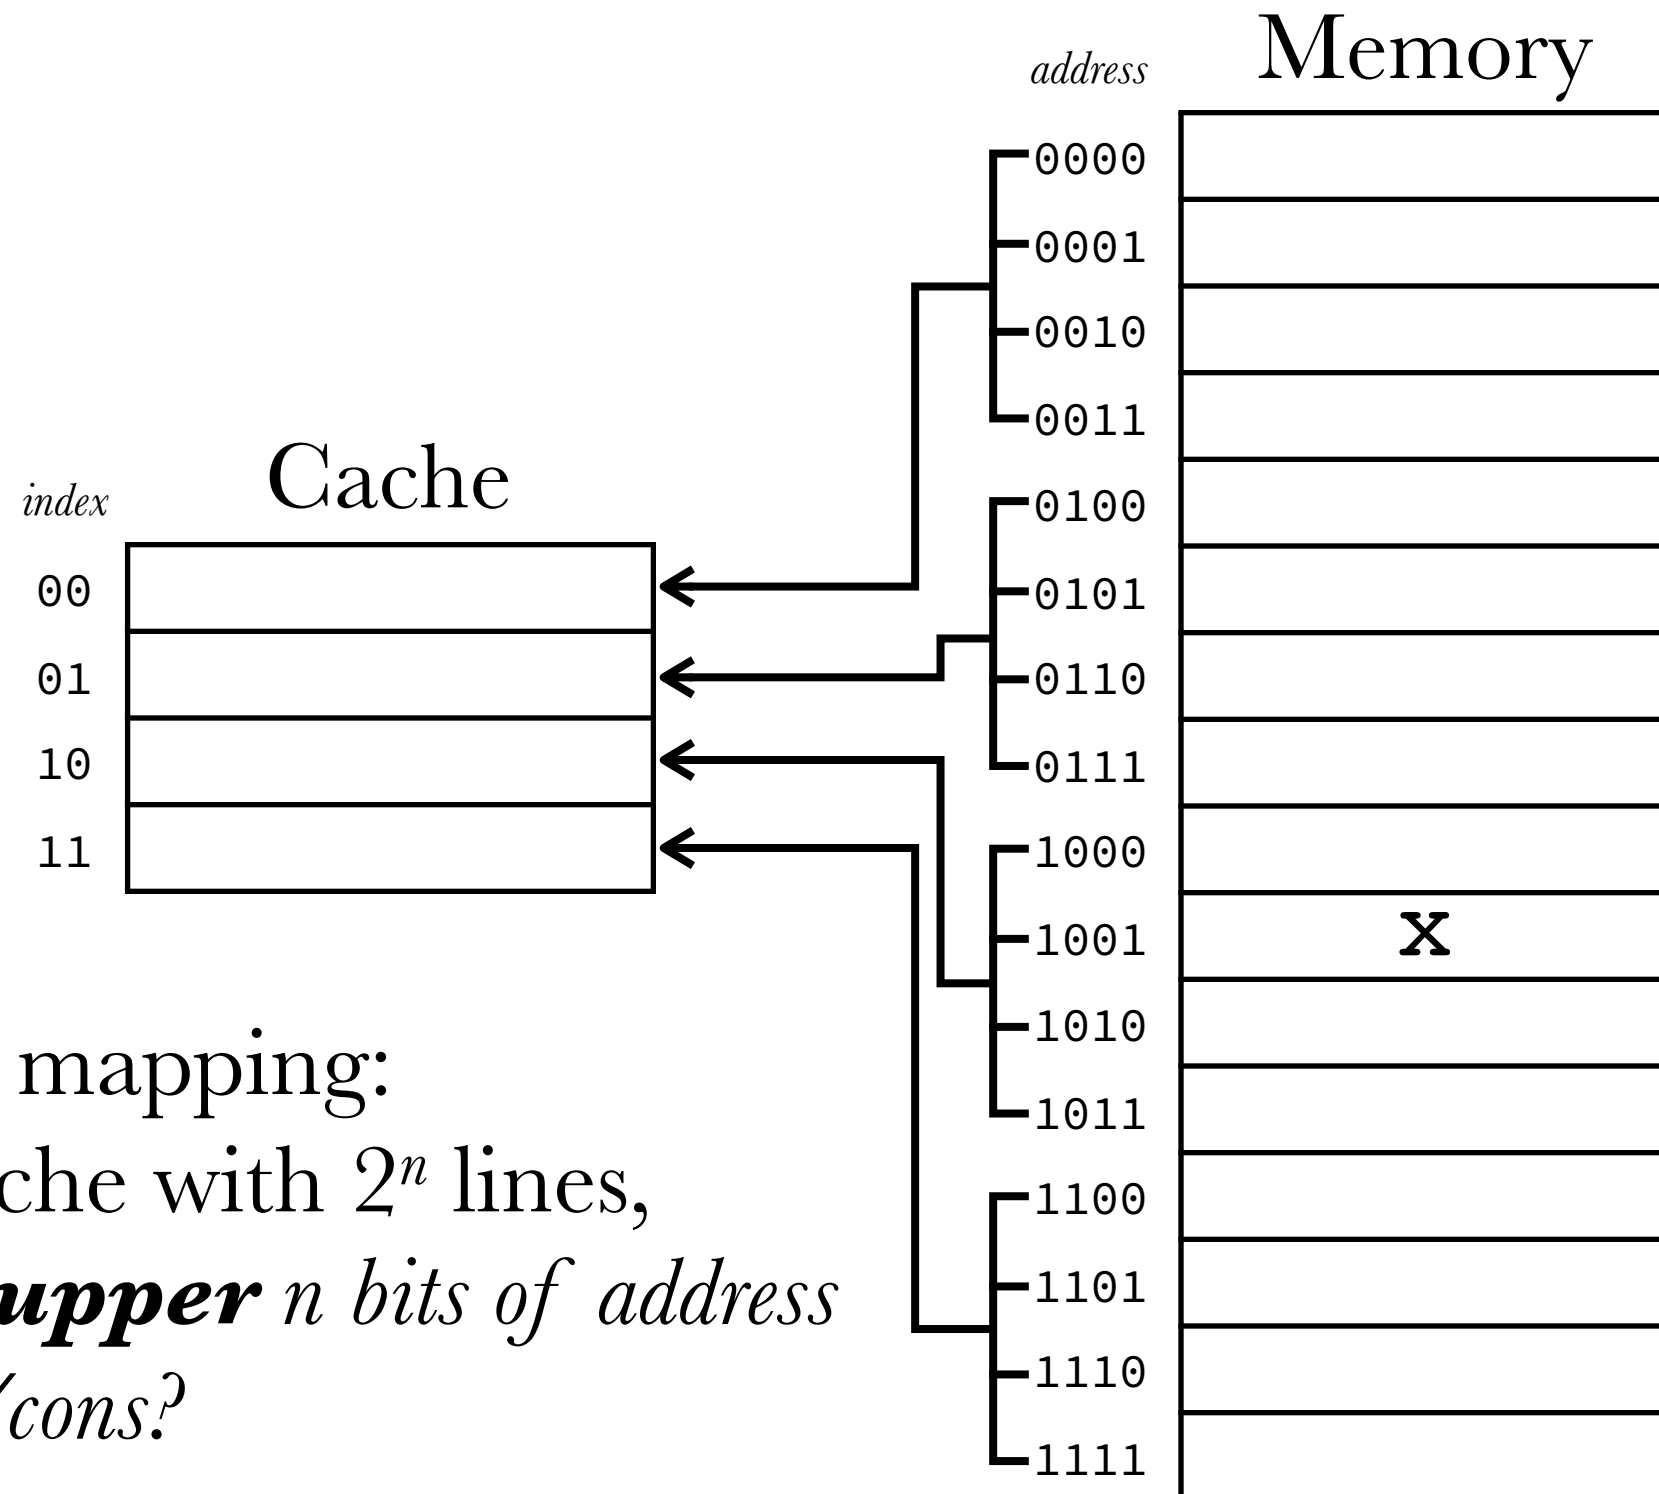 address
Memory
0000
0001
0010
0011
0100
0101
0110
0111
1000
1001 x
1010
1011
1100
1101
1110
1111
index
Cache
00
01
10
11
mapping:
che with 2ⁿ lines,
upper n bits of address
/cons?